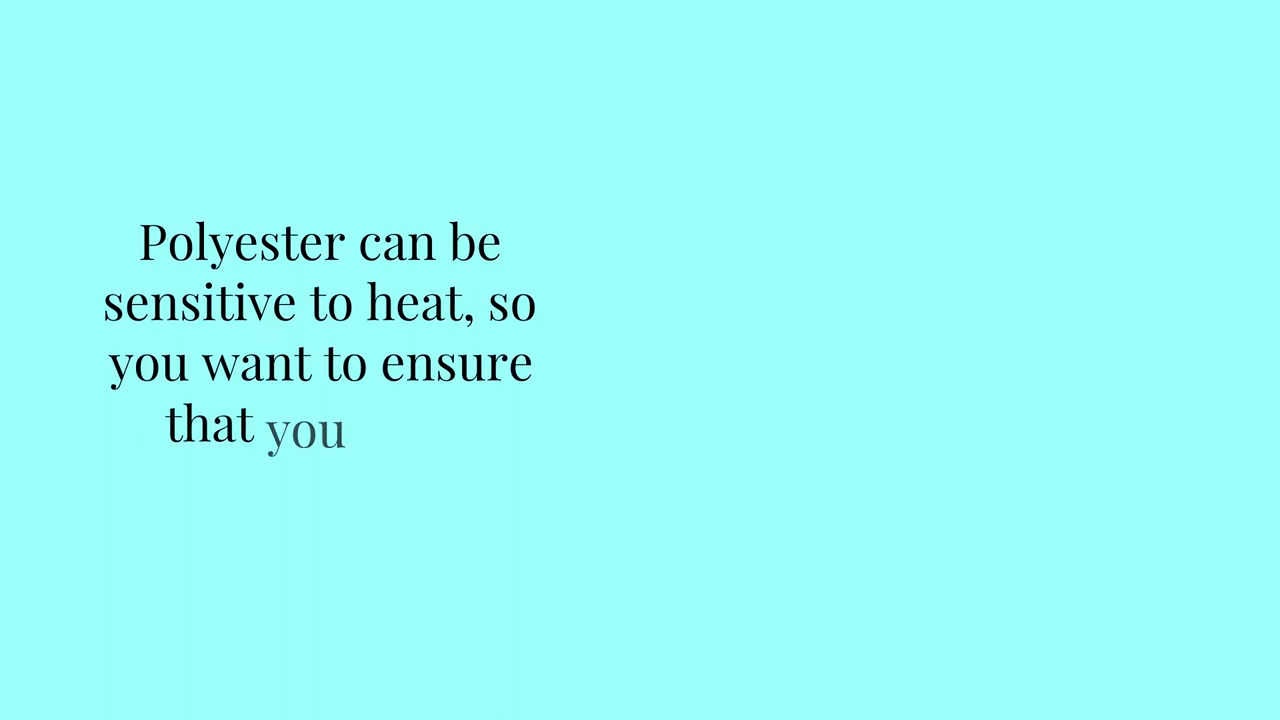 Polyester can be
sensitive to heat, so
you want to ensure
that you